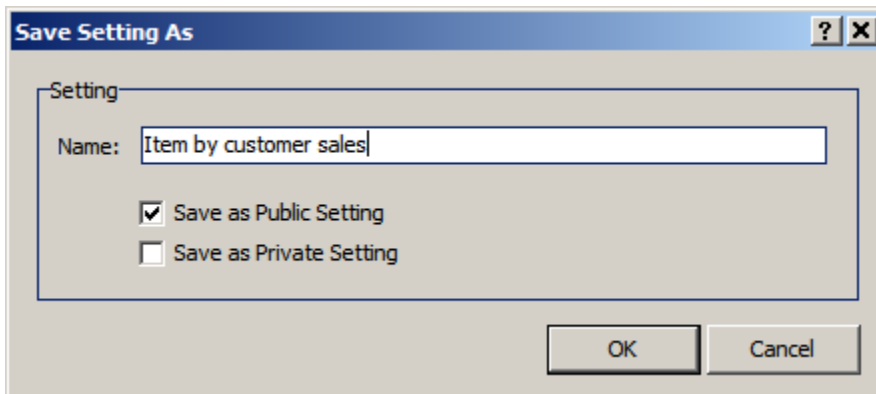 Save Setting As
Setting
Name: Item by customer sales
Save as Public Setting
Save as Private Setting
OK Cancel